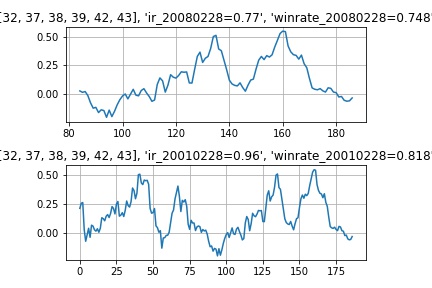 [32, 37, 38, 39, 42, 43], 'ir_20080228=0.77', 'winrate_20080228=0.748'
0.50
0.25
0.00
80 100 120 140 160 180
[32, 37, 38, 39, 42, 43], 'ir_20010228=0.96', 'winrate_20010228=0.818'
0.50
0.25
0.00
0 25 50 75 100 125 150 175